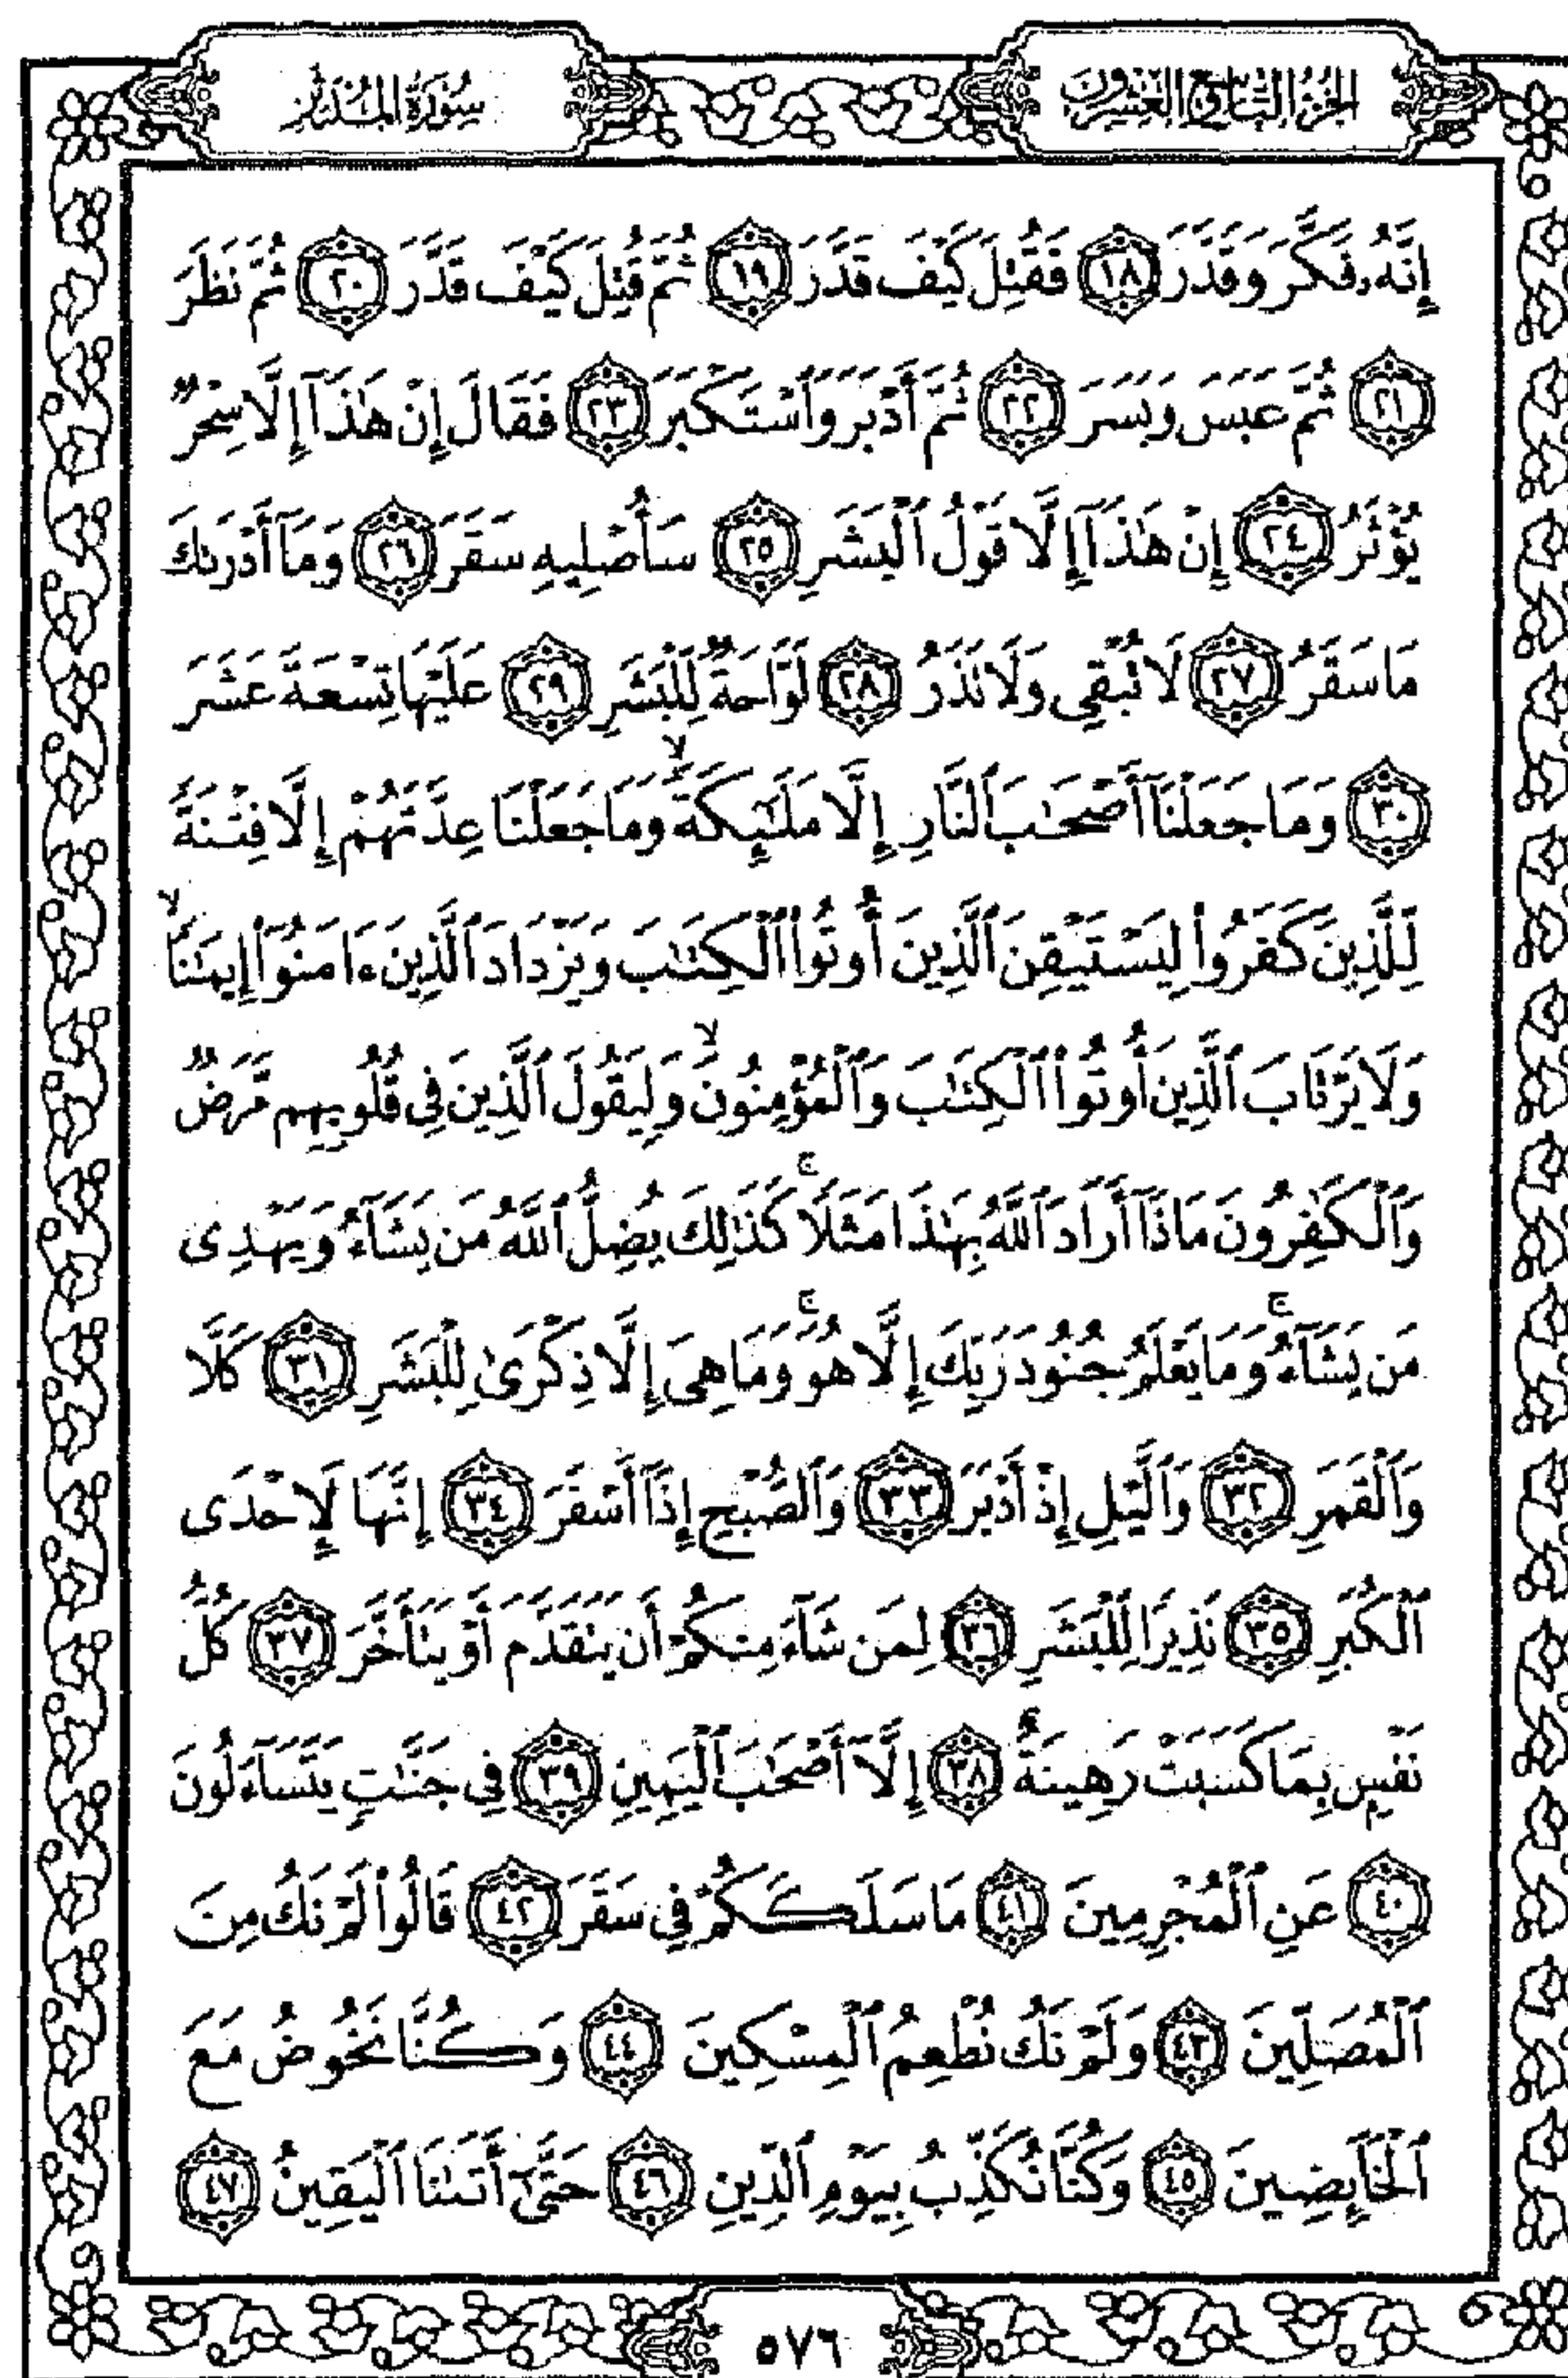 الجزء التاسع والعشرون
سورة المدثر
إِنَّهُۥ فَكَّرَ وَقَدَّرَ ١٨ فَقُتِلَ كَيْفَ قَدَّرَ ١٩ ثُمَّ قُتِلَ كَيْفَ قَدَّرَ ٢٠ ثُمَّ نَظَرَ
٢١ ثُمَّ عَبَسَ وَبَسَرَ ٢٢ ثُمَّ أَدْبَرَ وَٱسْتَكْبَرَ ٢٣ فَقَالَ إِنْ هَٰذَآ إِلَّا سِحْرٌ
يُؤْثَرُ ٢٤ إِنْ هَٰذَآ إِلَّا قَوْلُ ٱلْبَشَرِ ٢٥ سَأُصْلِيهِ سَقَرَ ٢٦ وَمَآ أَدْرَىٰكَ
مَا سَقَرُ ٢٧ لَا تُبْقِى وَلَا تَذَرُ ٢٨ لَوَّاحَةٌ لِّلْبَشَرِ ٢٩ عَلَيْهَا تِسْعَةَ عَشَرَ
٣٠ وَمَا جَعَلْنَآ أَصْحَٰبَ ٱلنَّارِ إِلَّا مَلَٰٓئِكَةً ۙ وَمَا جَعَلْنَا عِدَّتَهُمْ إِلَّا فِتْنَةً
لِّلَّذِينَ كَفَرُوا۟ لِيَسْتَيْقِنَ ٱلَّذِينَ أُوتُوا۟ ٱلْكِتَٰبَ وَيَزْدَادَ ٱلَّذِينَ ءَامَنُوٓا۟ إِيمَٰنًا ۙ
وَلَا يَرْتَابَ ٱلَّذِينَ أُوتُوا۟ ٱلْكِتَٰبَ وَٱلْمُؤْمِنُونَ ۙ وَلِيَقُولَ ٱلَّذِينَ فِى قُلُوبِهِم مَّرَضٌ
وَٱلْكَٰفِرُونَ مَاذَآ أَرَادَ ٱللَّهُ بِهَٰذَا مَثَلًا ۚ كَذَٰلِكَ يُضِلُّ ٱللَّهُ مَن يَشَآءُ وَيَهْدِى
مَن يَشَآءُ ۚ وَمَا يَعْلَمُ جُنُودَ رَبِّكَ إِلَّا هُوَ ۚ وَمَا هِىَ إِلَّا ذِكْرَىٰ لِلْبَشَرِ ٣١ كَلَّا
وَٱلْقَمَرِ ٣٢ وَٱلَّيْلِ إِذْ أَدْبَرَ ٣٣ وَٱلصُّبْحِ إِذَآ أَسْفَرَ ٣٤ إِنَّهَا لَإِحْدَى
ٱلْكُبَرِ ٣٥ نَذِيرًا لِّلْبَشَرِ ٣٦ لِمَن شَآءَ مِنكُمْ أَن يَتَقَدَّمَ أَوْ يَتَأَخَّرَ ٣٧ كُلُّ
نَفْسٍۭ بِمَا كَسَبَتْ رَهِينَةٌ ٣٨ إِلَّآ أَصْحَٰبَ ٱلْيَمِينِ ٣٩ فِى جَنَّٰتٍ يَتَسَآءَلُونَ
٤٠ عَنِ ٱلْمُجْرِمِينَ ٤١ مَا سَلَكَكُمْ فِى سَقَرَ ٤٢ قَالُوا۟ لَمْ نَكُ مِنَ
ٱلْمُصَلِّينَ ٤٣ وَلَمْ نَكُ نُطْعِمُ ٱلْمِسْكِينَ ٤٤ وَكُنَّا نَخُوضُ مَعَ
ٱلْخَآئِضِينَ ٤٥ وَكُنَّا نُكَذِّبُ بِيَوْمِ ٱلدِّينِ ٤٦ حَتَّىٰٓ أَتَىٰنَا ٱلْيَقِينُ ٤٧
٥٧٦